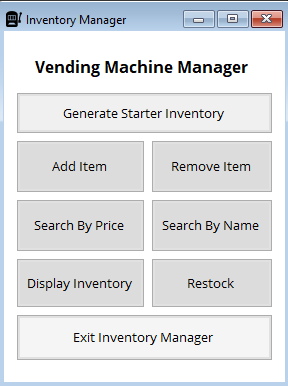 Inventory Manager
Vending Machine Manager
Generate Starter Inventory
Add Item
Remove Item
Search By Price
Search By Name
Display Inventory
Restock
Exit Inventory Manager